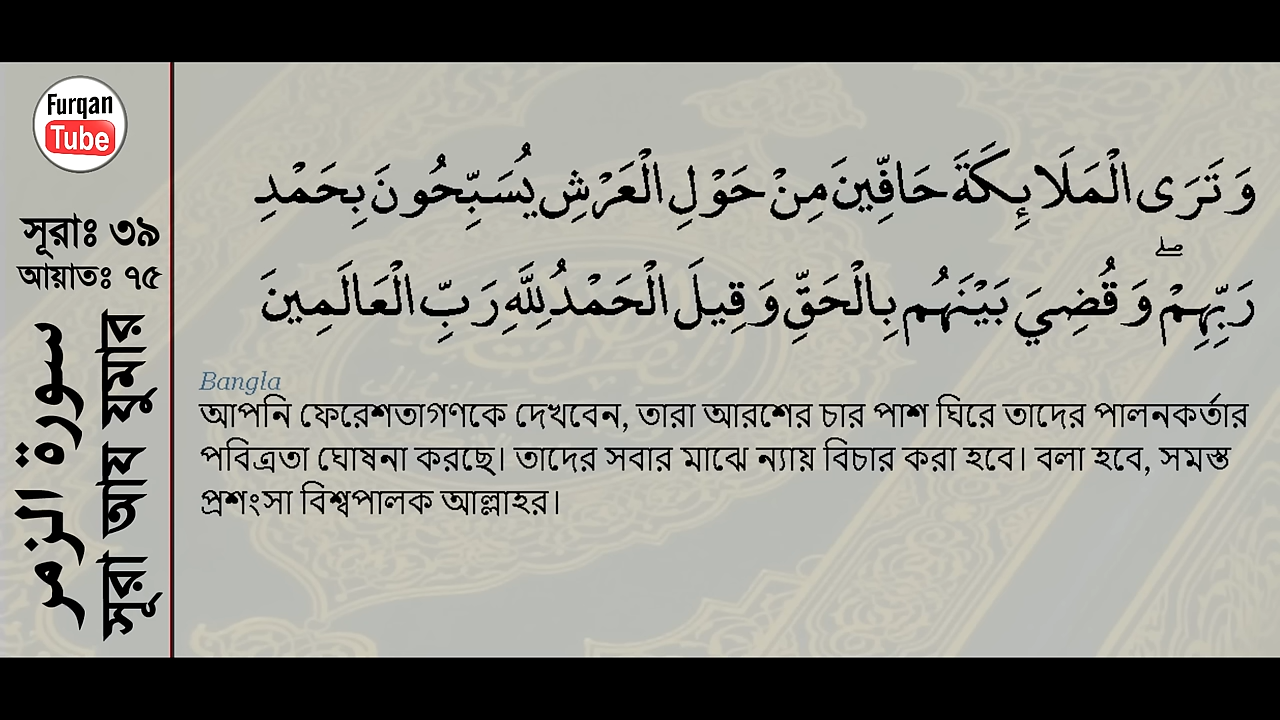 Furqan
Tube
সূরাঃ ৩৯
আয়াতঃ ৭৫
سورة الزمر
সূরা আয যুমার
وَتَرَى الْمَلَائِكَةَ حَافِّينَ مِنْ حَوْلِ الْعَرْشِ يُسَبِّحُونَ بِحَمْدِ
رَبِّهِمْ ۖ وَقُضِيَ بَيْنَهُم بِالْحَقِّ وَقِيلَ الْحَمْدُ لِلَّهِ رَبِّ الْعَالَمِينَ
Bangla
আপনি ফেরেশতাগণকে দেখবেন, তারা আরশের চার পাশ ঘিরে তাদের পালনকর্তার
পবিত্রতা ঘোষনা করছে। তাদের সবার মাঝে ন্যায় বিচার করা হবে। বলা হবে, সমস্ত
প্রশংসা বিশ্বপালক আল্লাহর।